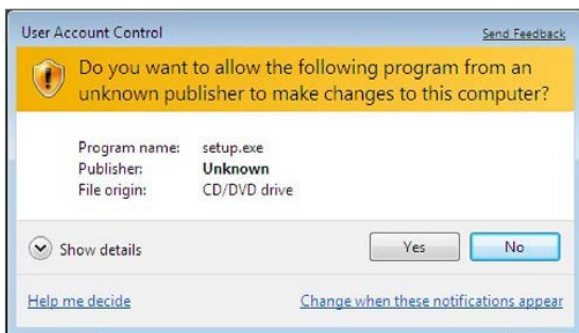 User Account Control
Send Feedback
Do you want to allow the following program from an
unknown publisher to make changes to this computer?
Program name: setup.exe
Publisher: Unknown
File origin: CD/DVD drive
Show details
Yes
No
Help me decide
Change when these notifications appear